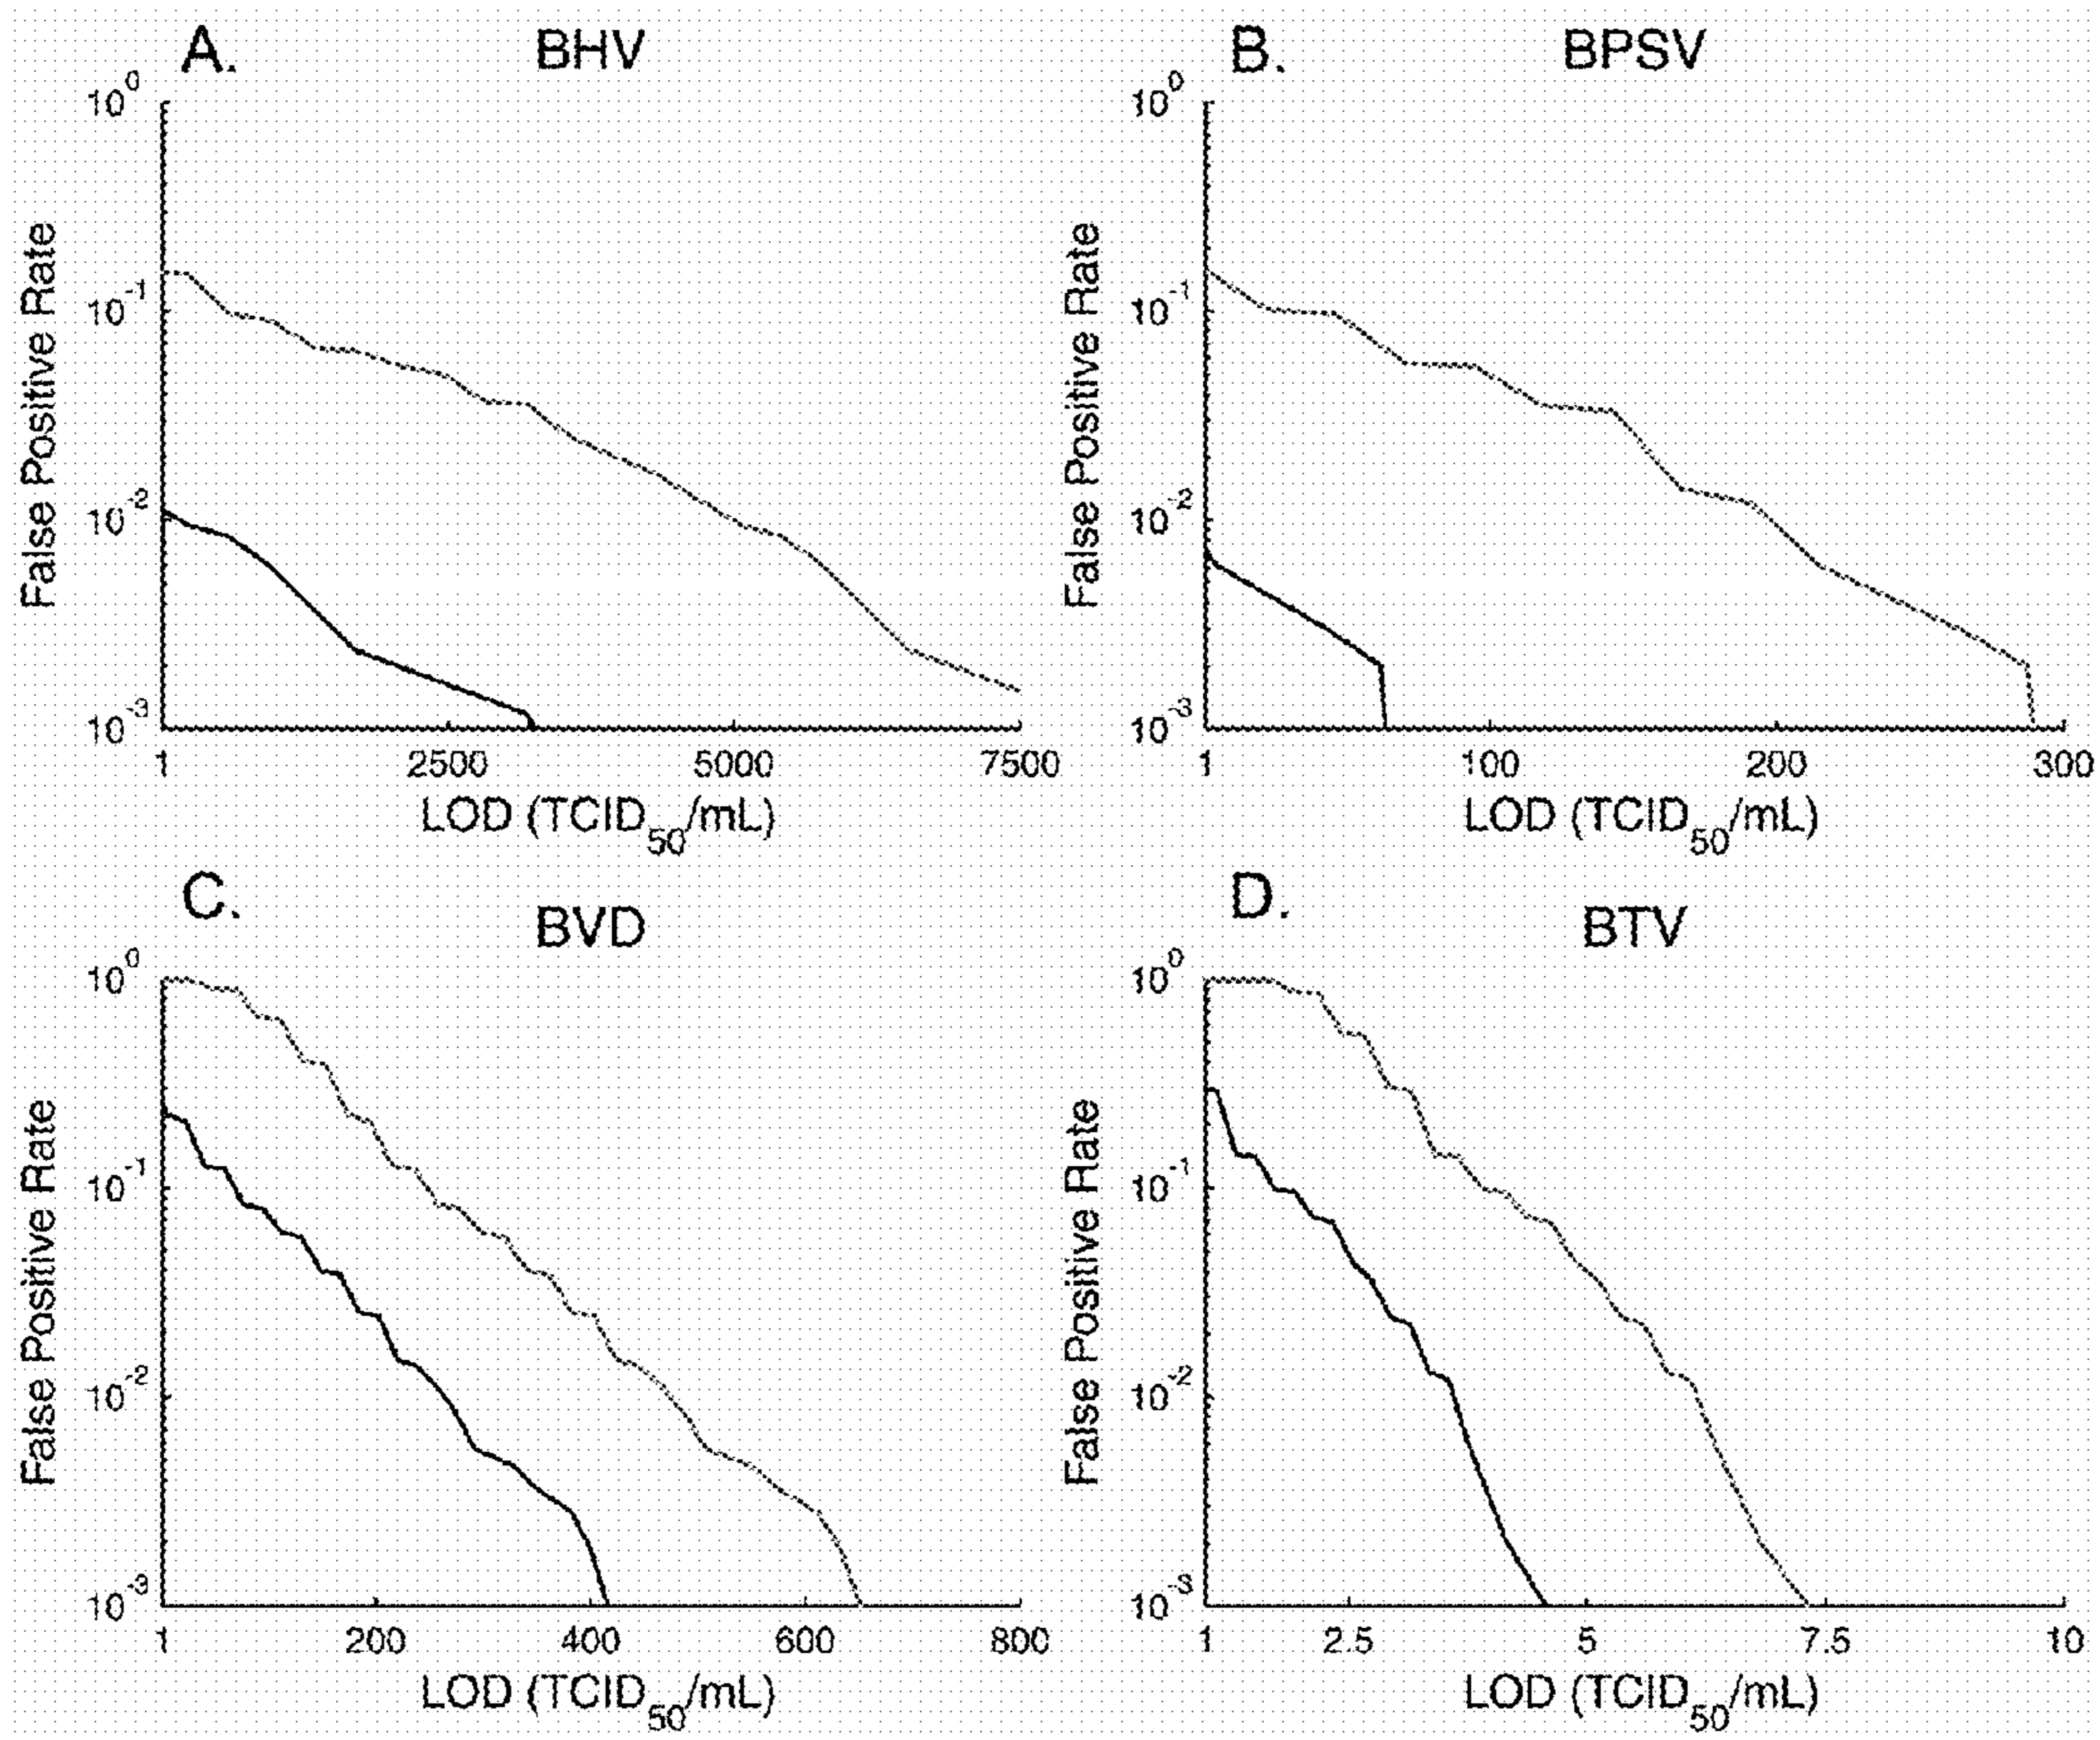 A. BHV
10^0
10^-1
10^-2
10^-3
False Positive Rate
1 2500 5000 7500
LOD (TCID50/mL)
B. BPSV
10^0
10^-1
10^-2
10^-3
False Positive Rate
1 100 200 300
LOD (TCID50/mL)
C. BVD
10^0
10^-1
10^-2
10^-3
False Positive Rate
1 200 400 600 800
LOD (TCID50/mL)
D. BTV
10^0
10^-1
10^-2
10^-3
False Positive Rate
1 2.5 5 7.5 10
LOD (TCID50/mL)